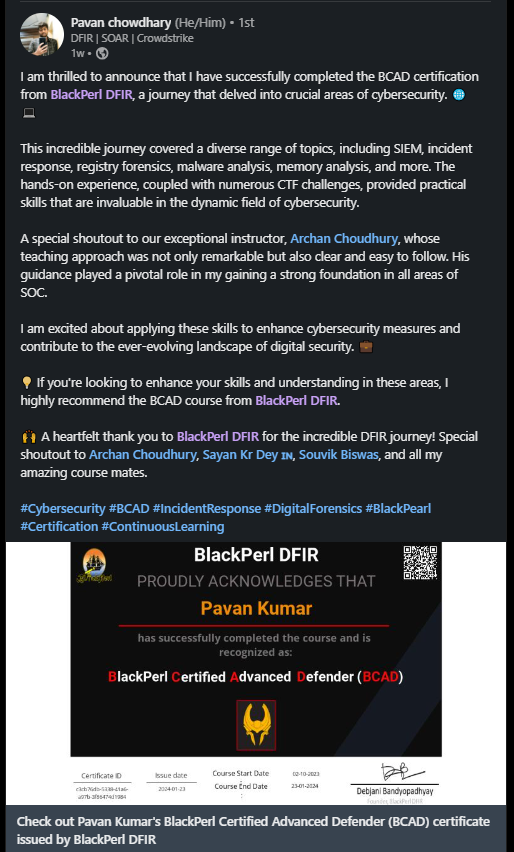 Pavan chowdhary (He/Him) • 1st
DFIR | SOAR | Crowdstrike
1w •
I am thrilled to announce that I have successfully completed the BCAD certification
from BlackPerl DFIR, a journey that delved into crucial areas of cybersecurity. 🌐
💻
This incredible journey covered a diverse range of topics, including SIEM, incident
response, registry forensics, malware analysis, memory analysis, and more. The
hands-on experience, coupled with numerous CTF challenges, provided practical
skills that are invaluable in the dynamic field of cybersecurity.
A special shoutout to our exceptional instructor, Archan Choudhury, whose
teaching approach was not only remarkable but also clear and easy to follow. His
guidance played a pivotal role in my gaining a strong foundation in all areas of
SOC.
I am excited about applying these skills to enhance cybersecurity measures and
contribute to the ever-evolving landscape of digital security. 💼
💡 If you're looking to enhance your skills and understanding in these areas, I
highly recommend the BCAD course from BlackPerl DFIR.
🙌 A heartfelt thank you to BlackPerl DFIR for the incredible DFIR journey! Special
shoutout to Archan Choudhury, Sayan Kr Dey ɪɴ, Souvik Biswas, and all my
amazing course mates.
#Cybersecurity #BCAD #IncidentResponse #DigitalForensics #BlackPearl
#Certification #ContinuousLearning
BlackPerl DFIR
PROUDLY ACKNOWLEDGES THAT
Pavan Kumar
has successfully completed the course and is
recognized as:
BlackPerl Certified Advanced Defender (BCAD)
Certificate ID
Issue date
2024-01-23
Course Start Date : 02-10-2023
Course End Date : 23-01-2024
Debjani Bandyopadhyay
Founder, BlackPerlDFIR
Check out Pavan Kumar's BlackPerl Certified Advanced Defender (BCAD) certificate
issued by BlackPerl DFIR